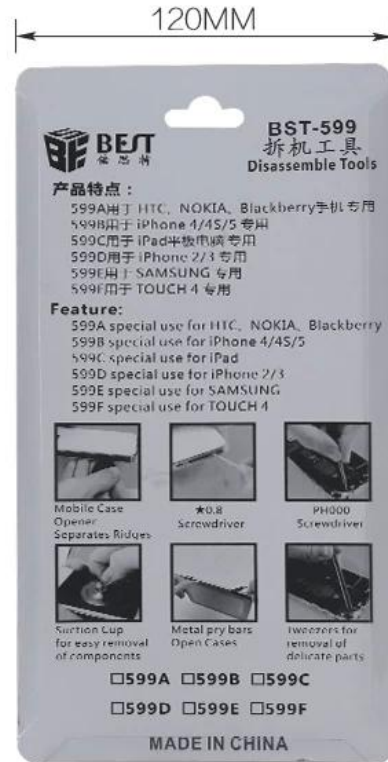 120MM
BEST
倍思特
BST-599
拆机工具
Disassemble Tools
产品特点：
599A用于 HTC、NOKIA、Blackberry手机专用
599B用于 iPhone 4/4S/5 专用
599C用于 iPad平板电脑 专用
599D用于 iPhone 2/3 专用
599E用于 SAMSUNG 专用
599F用于 TOUCH 4 专用
Feature:
599A special use for HTC、NOKIA、Blackberry
599B special use for iPhone 4/4S/5
599C special use for iPad
599D special use for iPhone 2/3
599E special use for SAMSUNG
599F special use for TOUCH 4
Mobile Case
Opener
Separates Ridges
★0.8
Screwdriver
PH000
Screwdriver
Suction Cup
for easy removal
of components
Metal pry bars
Open Cases
Tweezers for
removal of
delicate parts
□599A □599B □599C
□599D □599E □599F
MADE IN CHINA